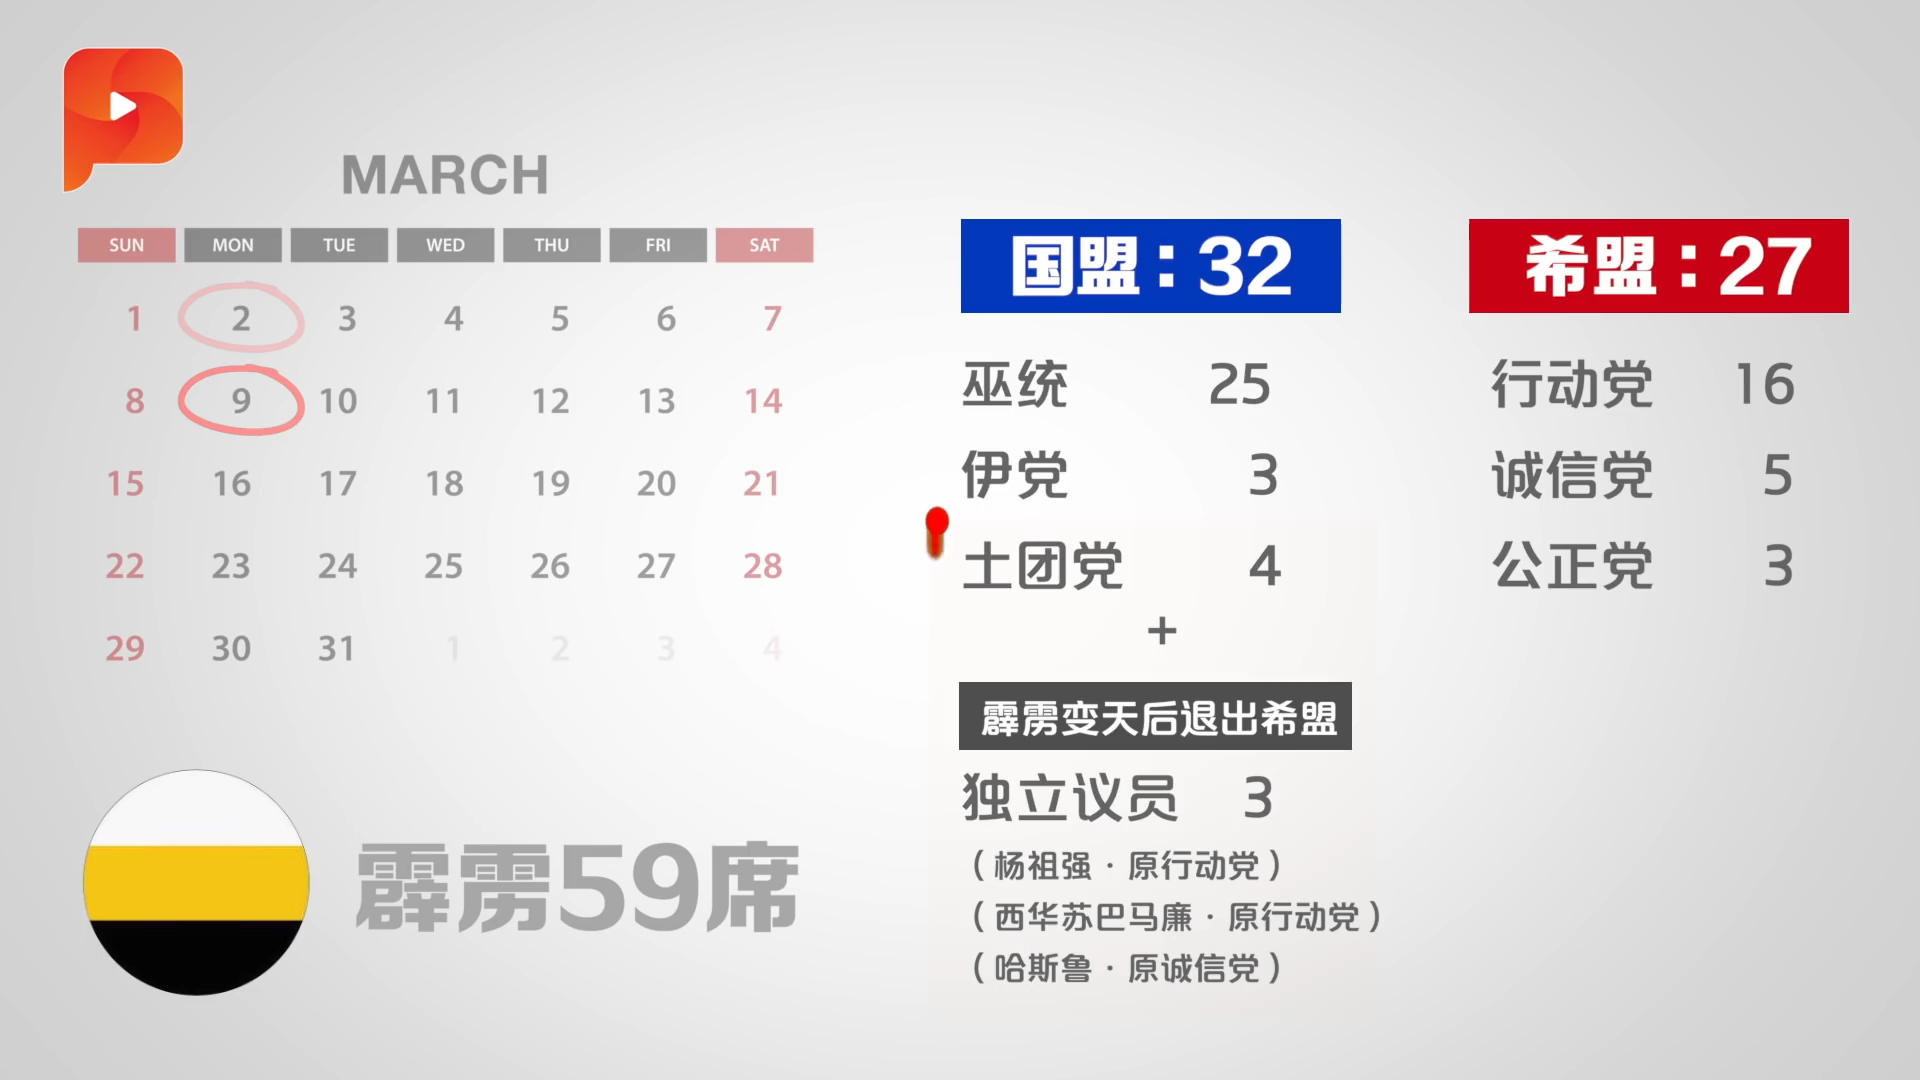 MARCH
SUN MON TUE WED THU FRI SAT
1 2 3 4 5 6 7
8 9 10 11 12 13 14
15 16 17 18 19 20 21
22 23 24 25 26 27 28
29 30 31 1 2 3 4
霹雳59席
国盟：32
巫统 25
伊党 3
土团党 4
+
霹雳变天后退出希盟
独立议员 3
（杨祖强·原行动党）
（西华苏巴马廉·原行动党）
（哈斯鲁·原诚信党）
希盟：27
行动党 16
诚信党 5
公正党 3